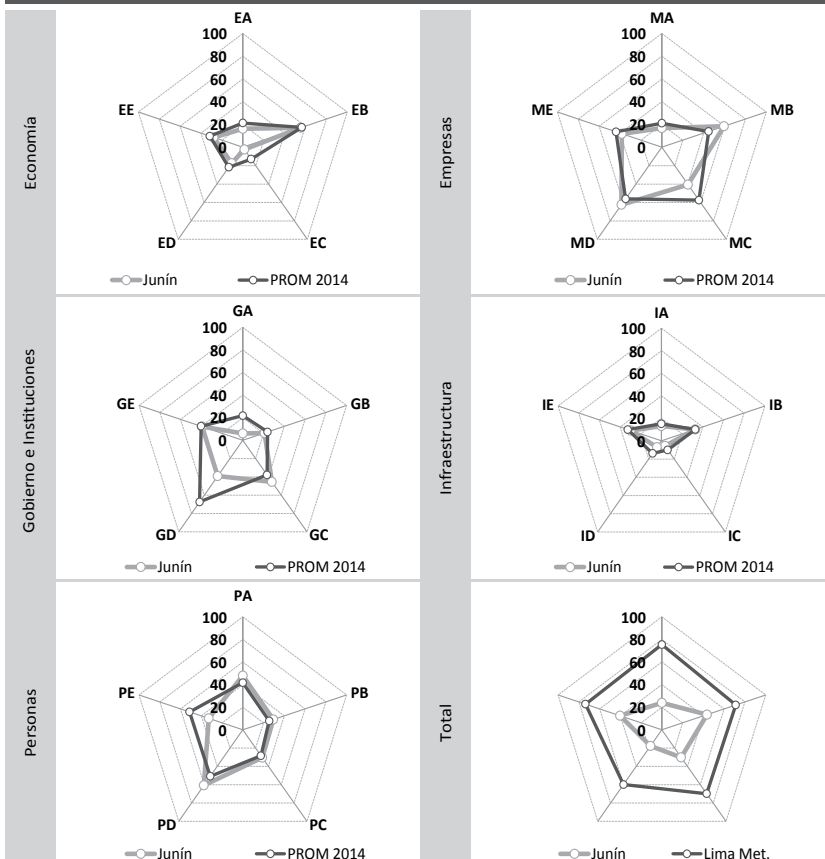 Economía
EA
100
80
60
40
20
0
EE
EB
ED
EC
Junín PROM 2014
Empresas
MA
100
80
60
40
20
0
ME
MB
MD
MC
Junín PROM 2014
Gobierno e Instituciones
GA
100
80
60
40
20
0
GE
GB
GD
GC
Junín PROM 2014
Infraestructura
IA
100
80
60
40
20
0
IE
IB
ID
IC
Junín PROM 2014
Personas
PA
100
80
60
40
20
0
PE
PB
PD
PC
Junín PROM 2014
Total
100
80
60
40
20
0
Junín Lima Met.